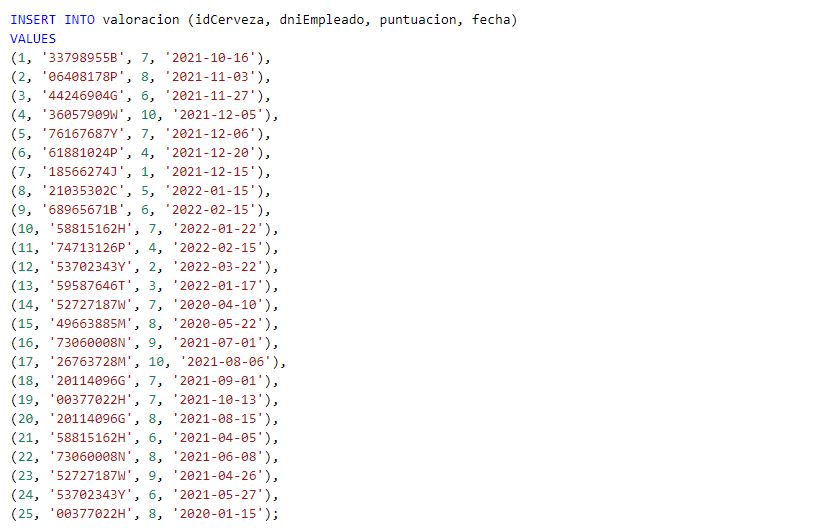 INSERT INTO valoracion (idCerveza, dniEmpleado, puntuacion, fecha)
VALUES
(1, '33798955B', 7, '2021-10-16'),
(2, '06408178P', 8, '2021-11-03'),
(3, '44246904G', 6, '2021-11-27'),
(4, '36057909W', 10, '2021-12-05'),
(5, '76167687Y', 7, '2021-12-06'),
(6, '61881024P', 4, '2021-12-20'),
(7, '18566274J', 1, '2021-12-15'),
(8, '21035302C', 5, '2022-01-15'),
(9, '68965671B', 6, '2022-02-15'),
(10, '58815162H', 7, '2022-01-22'),
(11, '74713126P', 4, '2022-02-15'),
(12, '53702343Y', 2, '2022-03-22'),
(13, '59587646T', 3, '2022-01-17'),
(14, '52727187W', 7, '2020-04-10'),
(15, '49663885M', 8, '2020-05-22'),
(16, '73060008N', 9, '2021-07-01'),
(17, '26763728M', 10, '2021-08-06'),
(18, '20114096G', 7, '2021-09-01'),
(19, '00377022H', 7, '2021-10-13'),
(20, '20114096G', 8, '2021-08-15'),
(21, '58815162H', 6, '2021-04-05'),
(22, '73060008N', 8, '2021-06-08'),
(23, '52727187W', 9, '2021-04-26'),
(24, '53702343Y', 6, '2021-05-27'),
(25, '00377022H', 8, '2020-01-15');